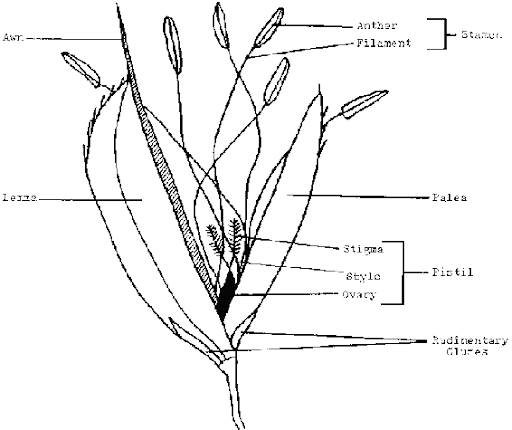 Awn
Anther
Filament
Stamen
Lemma
Palea
Stigma
Style
Ovary
Pistil
Rudimentary
Glumes